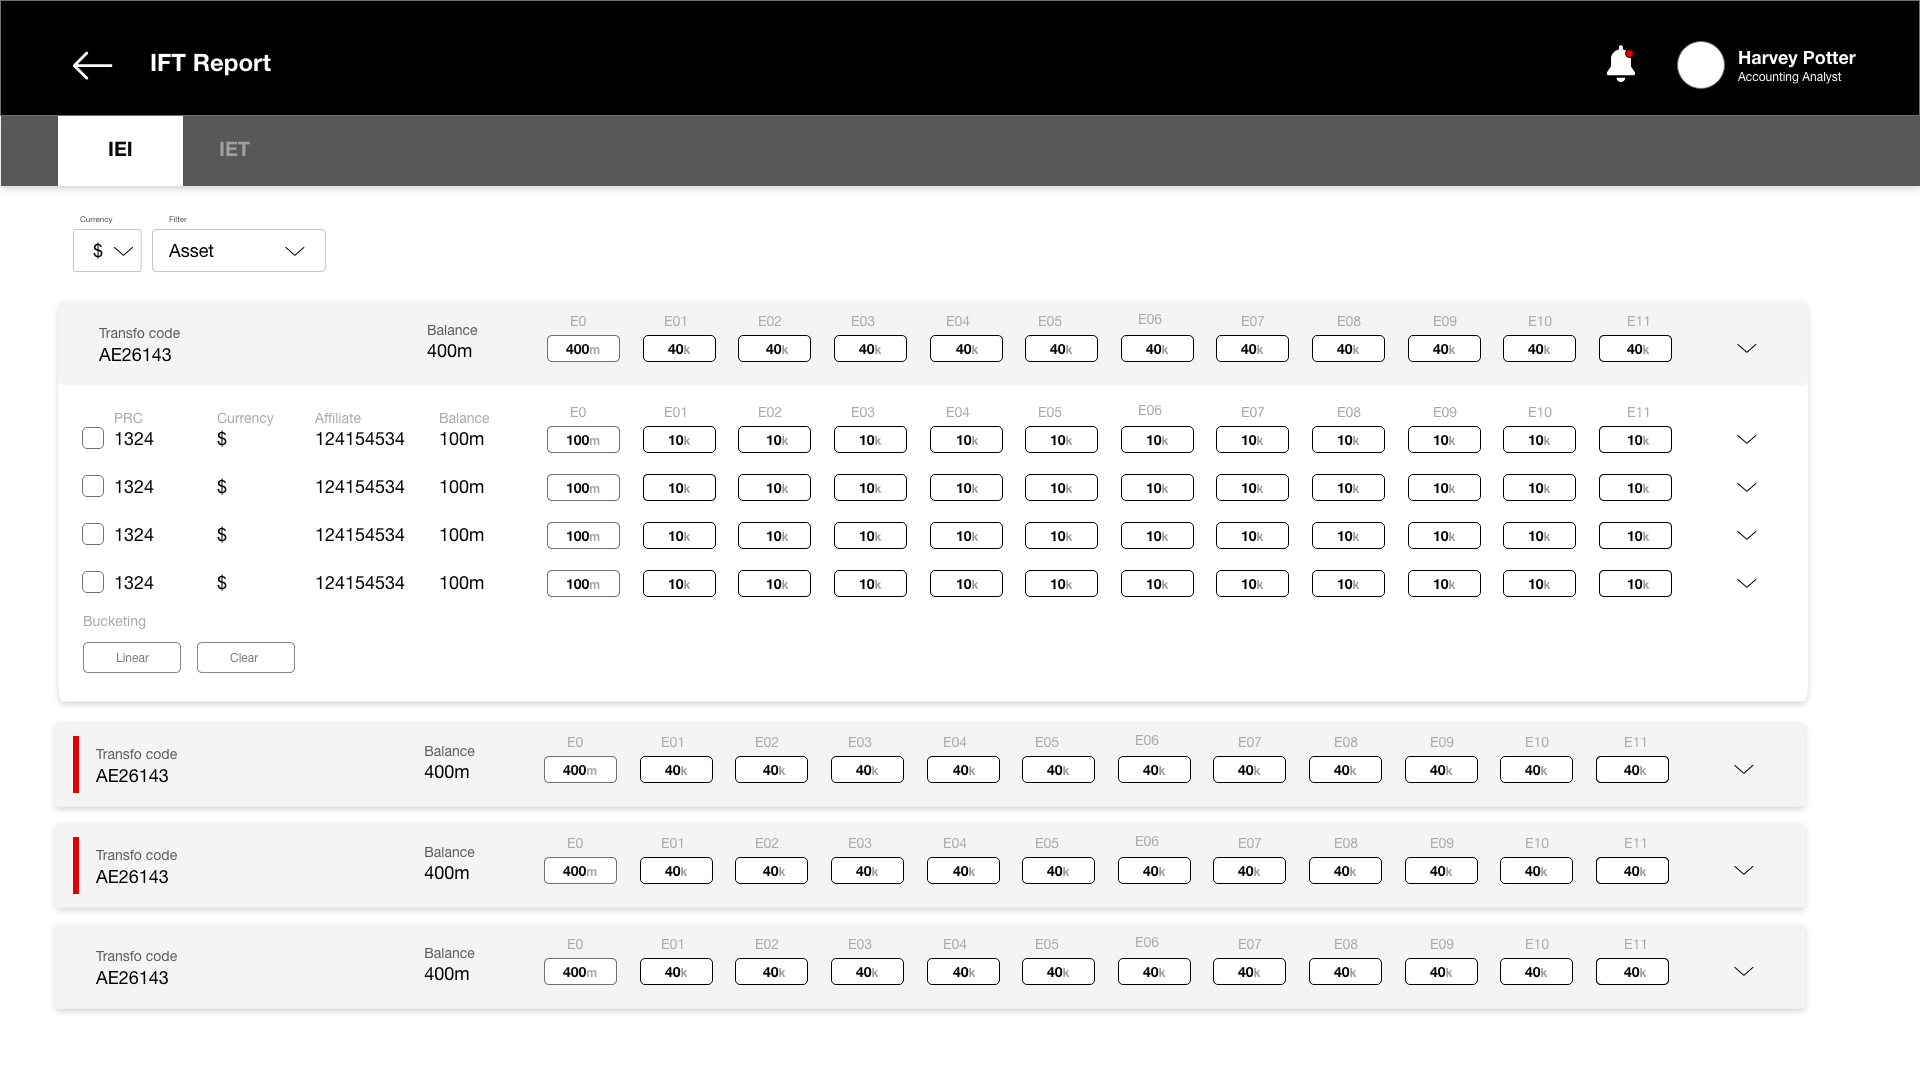 IFT Report
Harvey Potter
Accounting Analyst
IEI IET
Currency Filter
$ Asset
Transfo code Balance E0 E01 E02 E03 E04 E05 E06 E07 E08 E09 E10 E11
AE26143 400m 400m 40k 40k 40k 40k 40k 40k 40k 40k 40k 40k 40k
PRC Currency Affiliate Balance E0 E01 E02 E03 E04 E05 E06 E07 E08 E09 E10 E11
1324 $ 124154534 100m 100m 10k 10k 10k 10k 10k 10k 10k 10k 10k 10k 10k
1324 $ 124154534 100m 100m 10k 10k 10k 10k 10k 10k 10k 10k 10k 10k 10k
1324 $ 124154534 100m 100m 10k 10k 10k 10k 10k 10k 10k 10k 10k 10k 10k
1324 $ 124154534 100m 100m 10k 10k 10k 10k 10k 10k 10k 10k 10k 10k 10k
Bucketing
Linear Clear
Transfo code Balance E0 E01 E02 E03 E04 E05 E06 E07 E08 E09 E10 E11
AE26143 400m 400m 40k 40k 40k 40k 40k 40k 40k 40k 40k 40k 40k
Transfo code Balance E0 E01 E02 E03 E04 E05 E06 E07 E08 E09 E10 E11
AE26143 400m 400m 40k 40k 40k 40k 40k 40k 40k 40k 40k 40k 40k
Transfo code Balance E0 E01 E02 E03 E04 E05 E06 E07 E08 E09 E10 E11
AE26143 400m 400m 40k 40k 40k 40k 40k 40k 40k 40k 40k 40k 40k